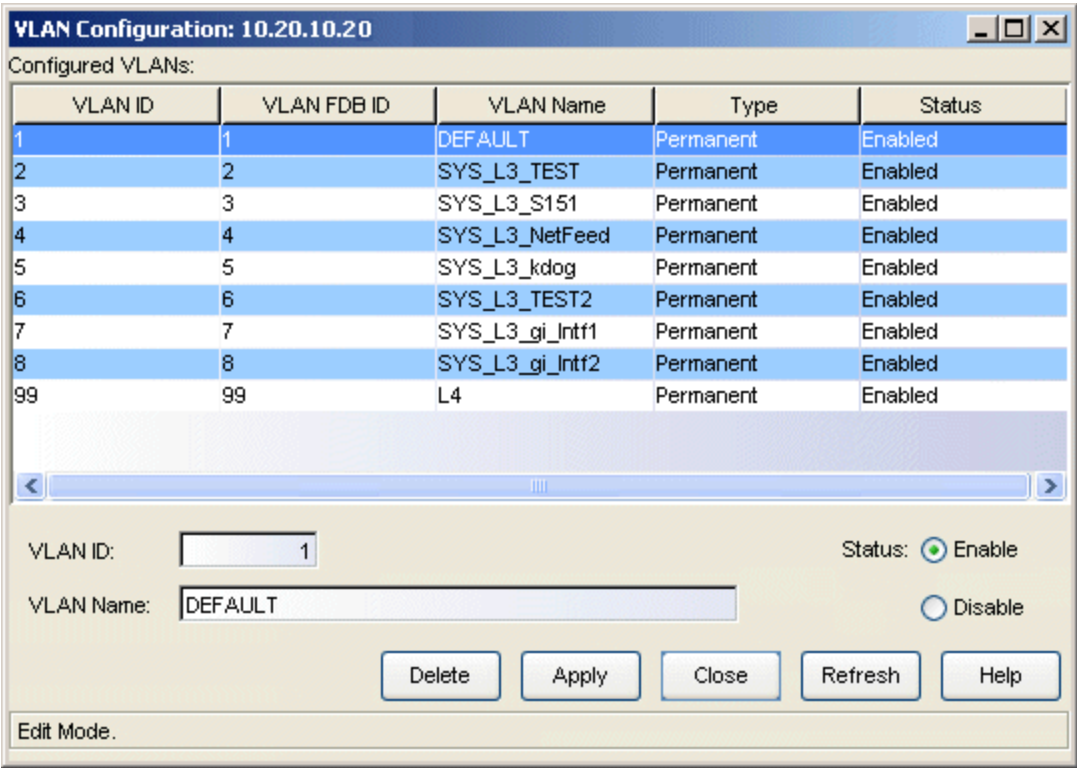 VLAN Configuration: 10.20.10.20
Configured VLANs:
VLAN ID VLAN FDB ID VLAN Name Type Status
1 1 DEFAULT Permanent Enabled
2 2 SYS_L3_TEST Permanent Enabled
3 3 SYS_L3_S151 Permanent Enabled
4 4 SYS_L3_NetFeed Permanent Enabled
5 5 SYS_L3_kdog Permanent Enabled
6 6 SYS_L3_TEST2 Permanent Enabled
7 7 SYS_L3_gi_Intf1 Permanent Enabled
8 8 SYS_L3_gi_Intf2 Permanent Enabled
99 99 L4 Permanent Enabled
VLAN ID: 1 Status: Enable
VLAN Name: DEFAULT Disable
Delete Apply Close Refresh Help
Edit Mode.